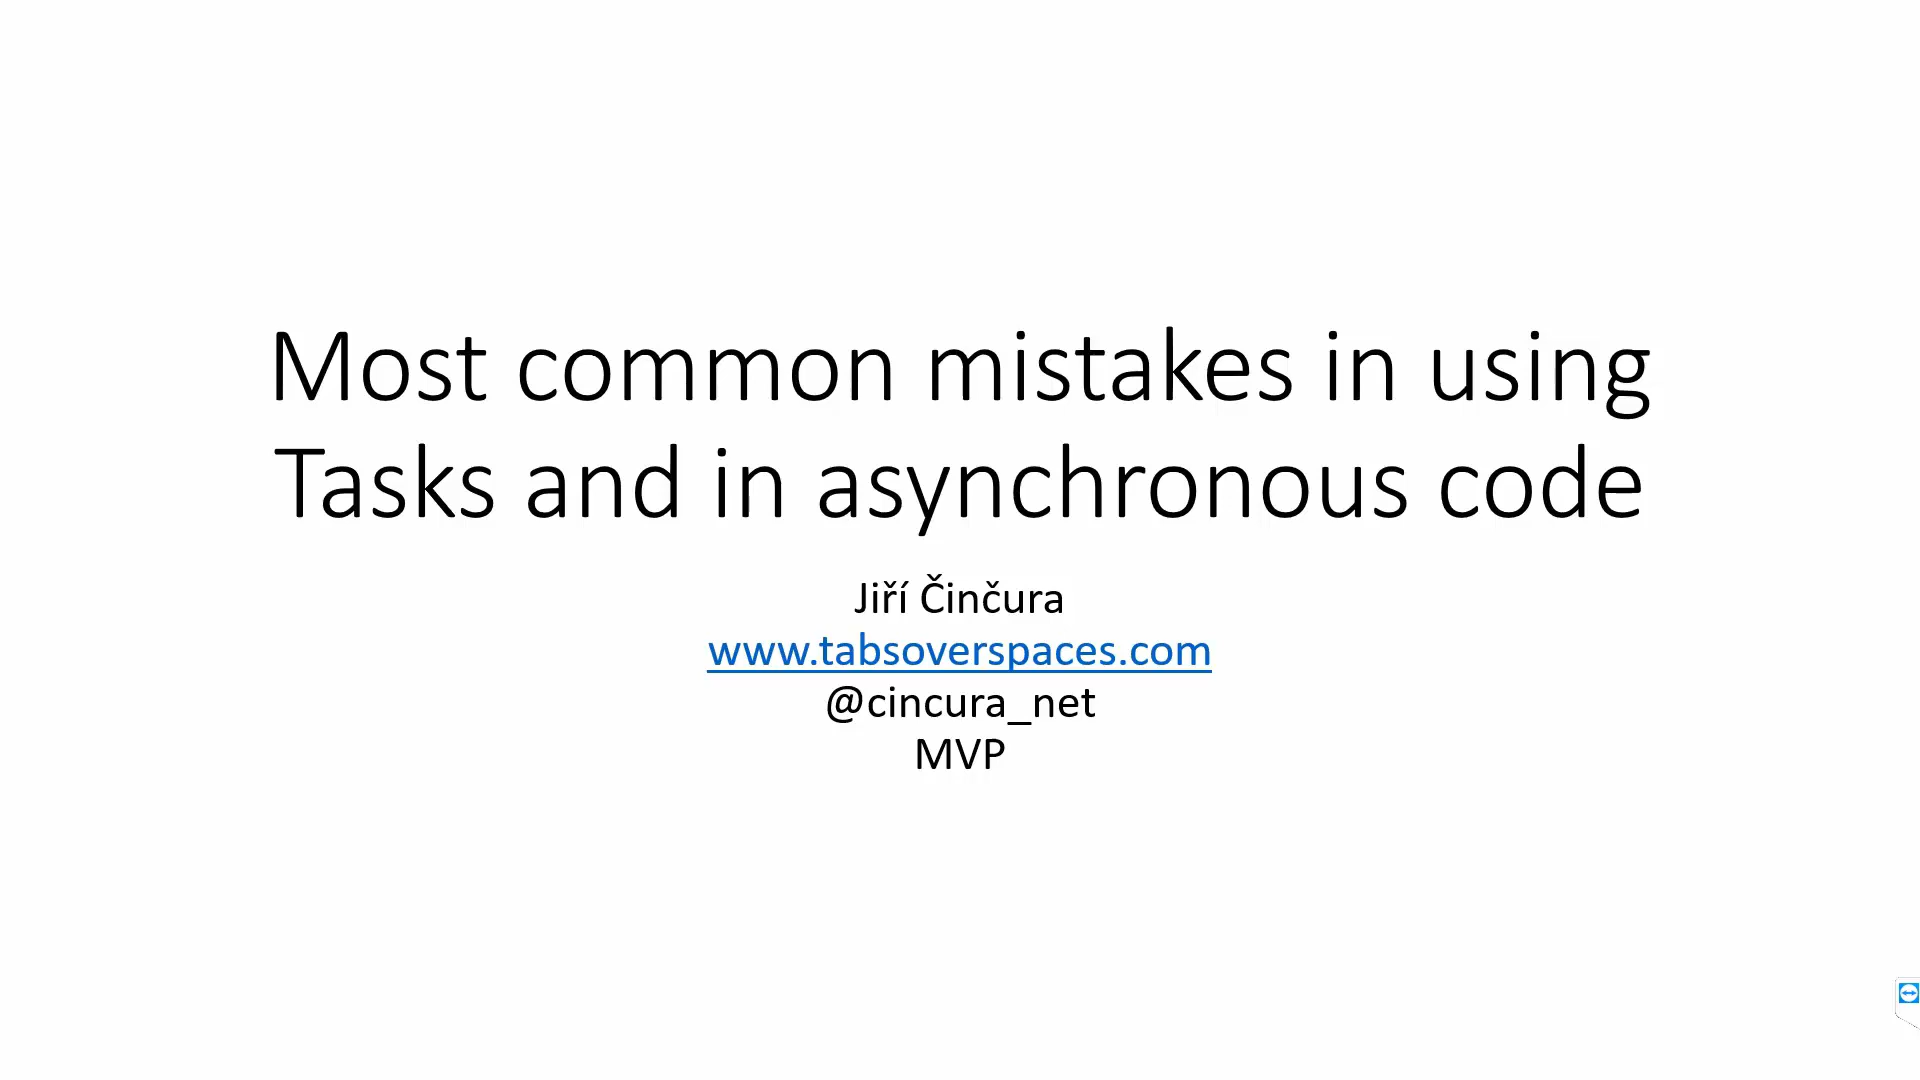 Most common mistakes in using
Tasks and in asynchronous code
Jiří Činčura
www.tabsoverspaces.com
@cincura_net
MVP